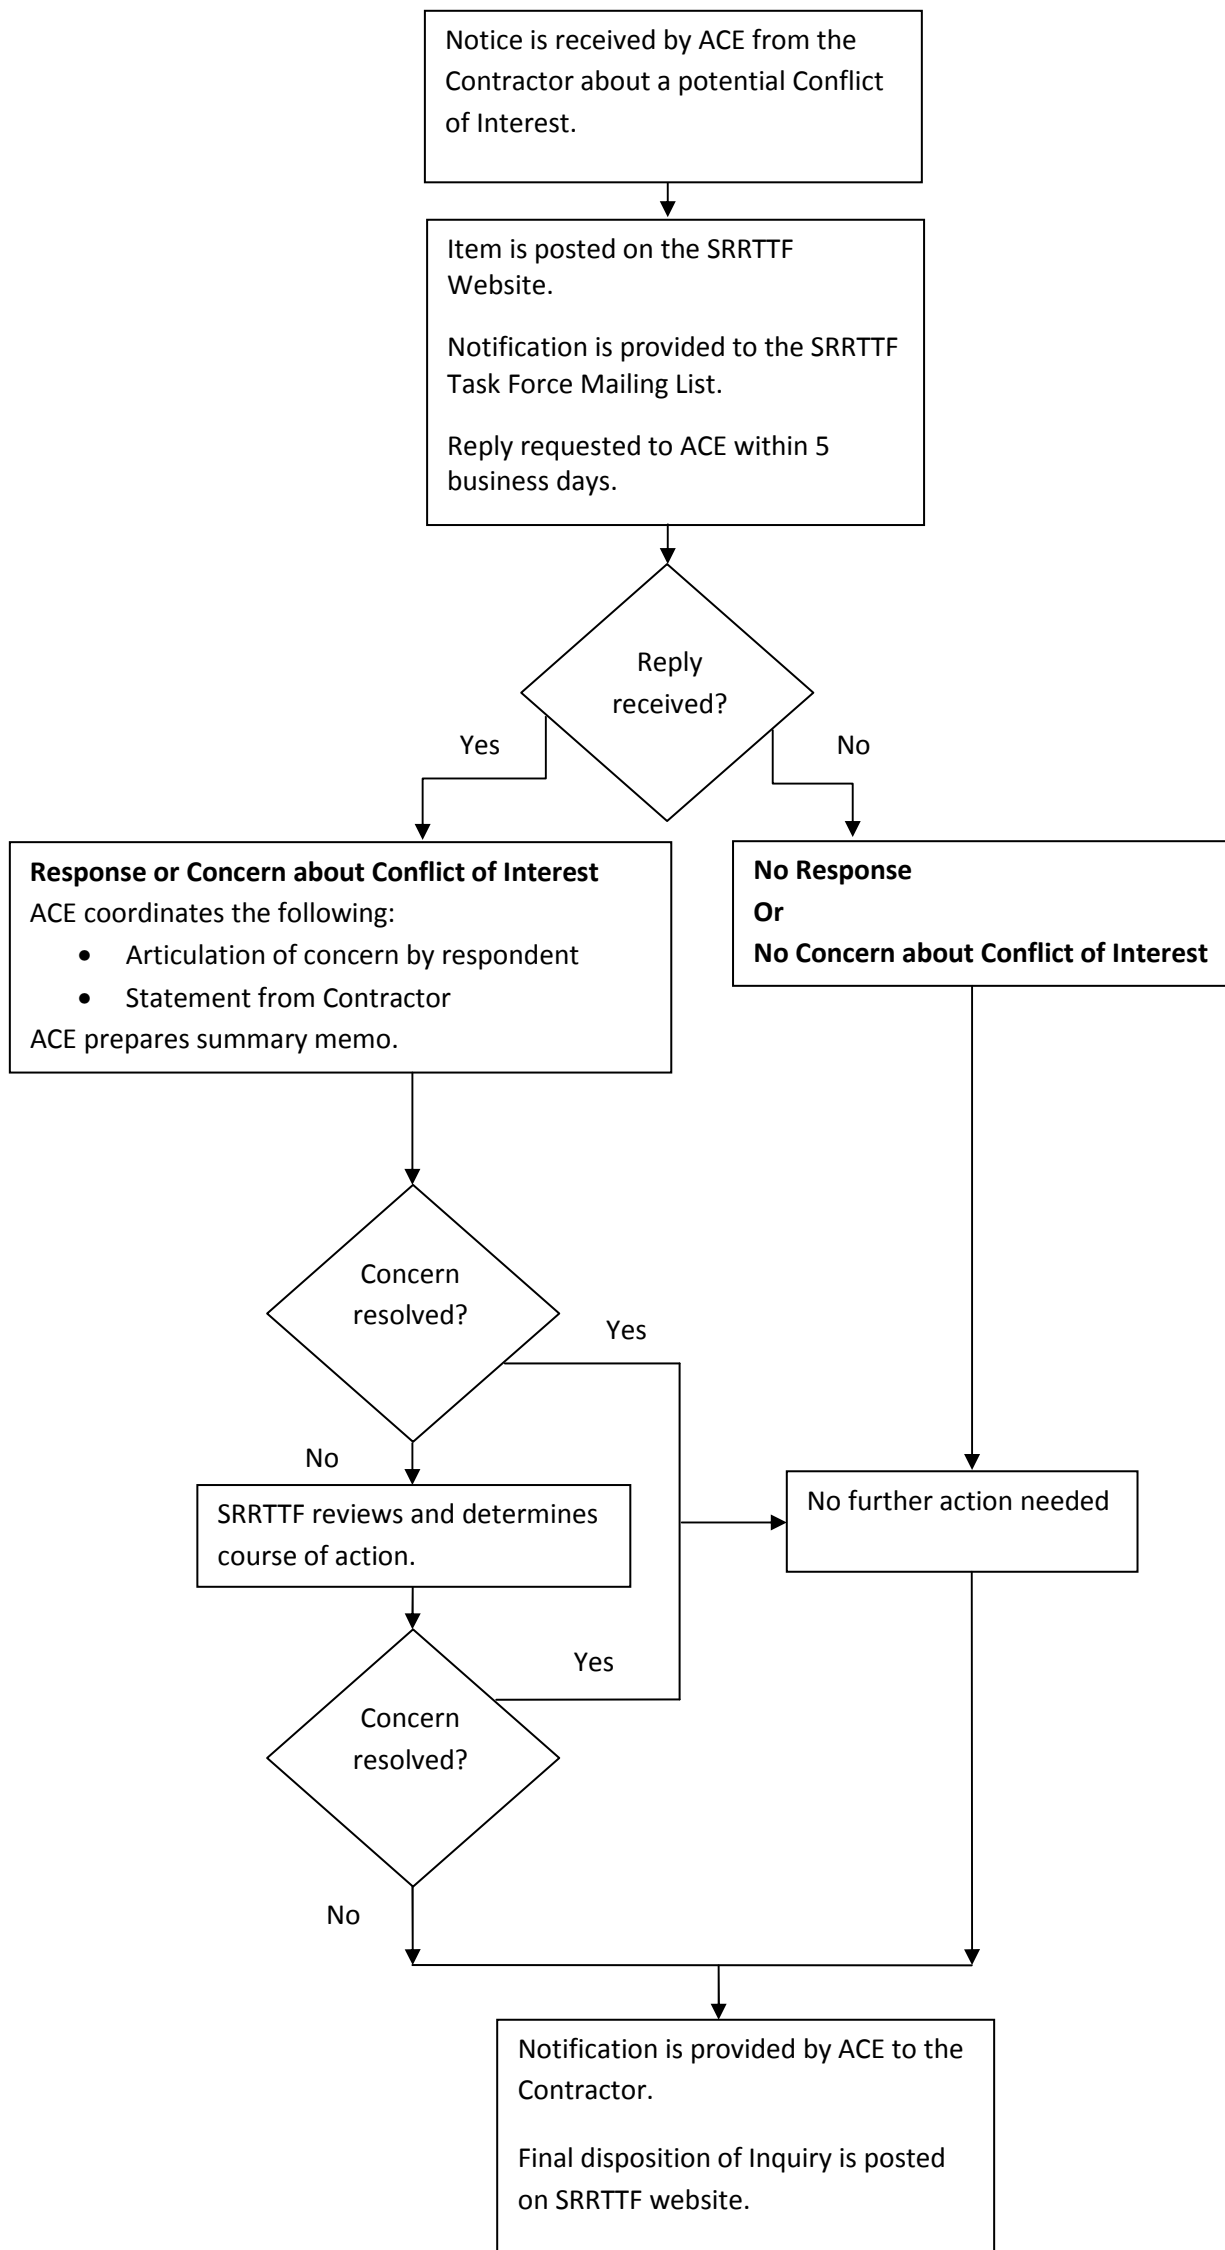 Notice is received by ACE from the
Contractor about a potential Conflict
of Interest.
Item is posted on the SRRTTF
Website.
Notification is provided to the SRRTTF
Task Force Mailing List.
Reply requested to ACE within 5
business days.
Reply
received?
Yes
No
Response or Concern about Conflict of Interest
ACE coordinates the following:
• Articulation of concern by respondent
• Statement from Contractor
ACE prepares summary memo.
No Response
Or
No Concern about Conflict of Interest
Concern
resolved?
Yes
No
SRRTTF reviews and determines
course of action.
No further action needed
Concern
resolved?
Yes
No
Notification is provided by ACE to the
Contractor.
Final disposition of Inquiry is posted
on SRRTTF website.